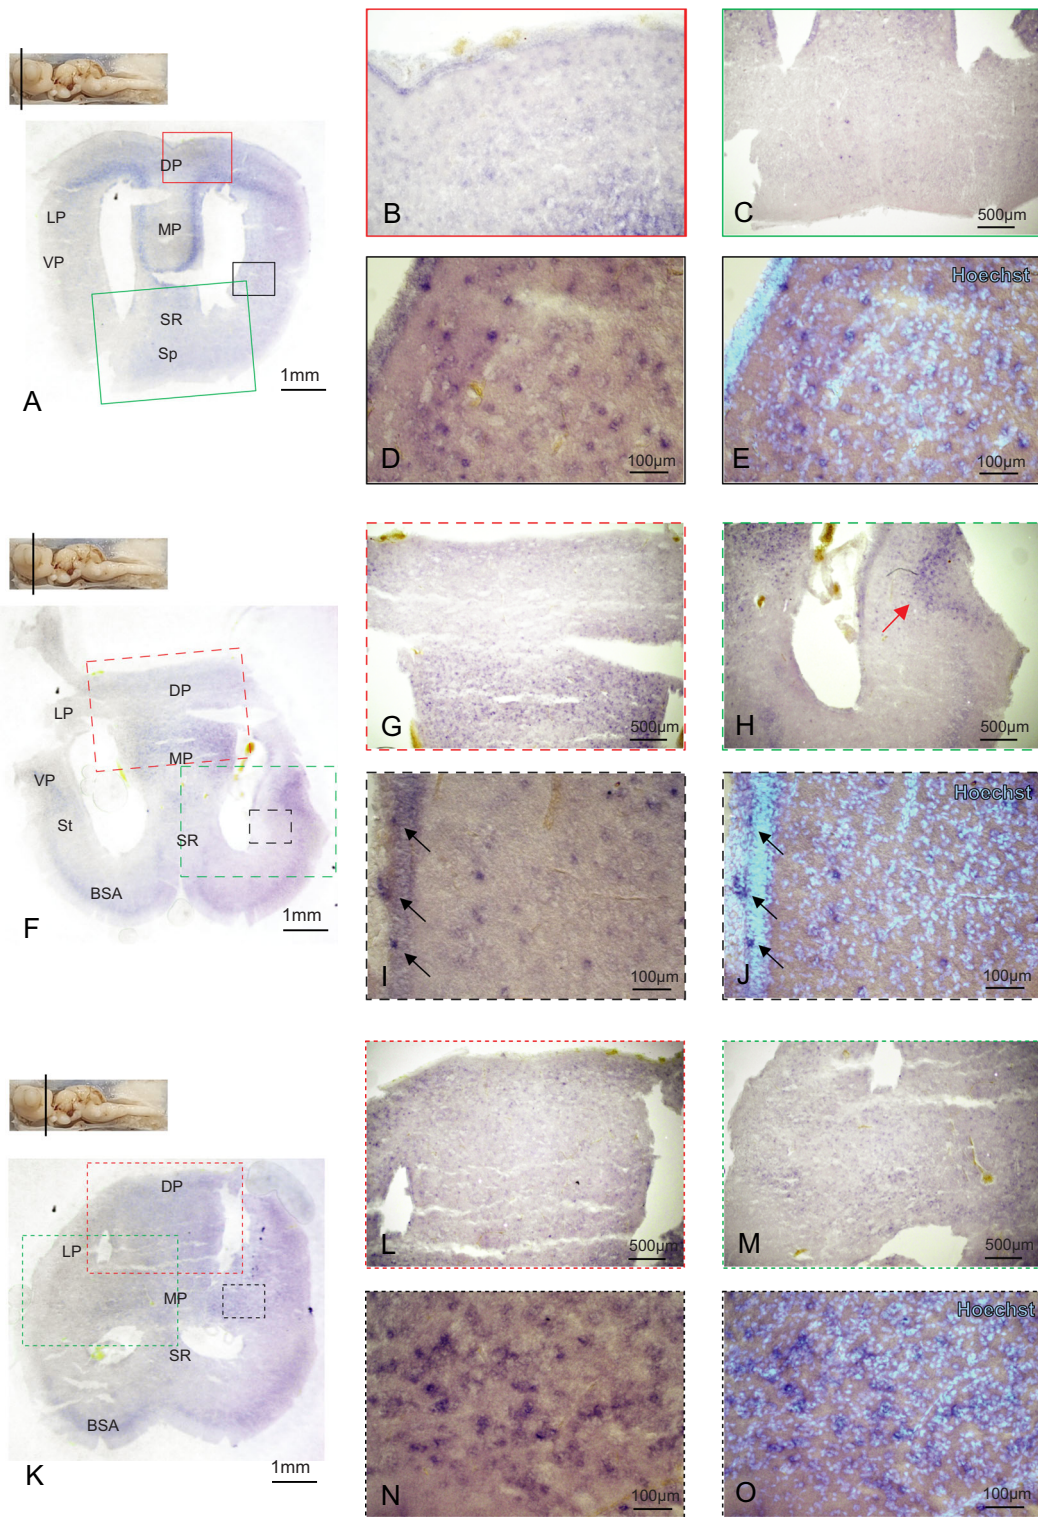 DP
LP
MP
VP
SR
Sp
1mm
A
B
C
500µm
D
100µm
Hoechst
E
100µm
DP
LP
MP
VP
St
SR
BSA
1mm
F
G
500µm
H
500µm
I
100µm
Hoechst
J
100µm
DP
LP
MP
SR
BSA
1mm
K
L
500µm
M
500µm
N
100µm
Hoechst
O
100µm